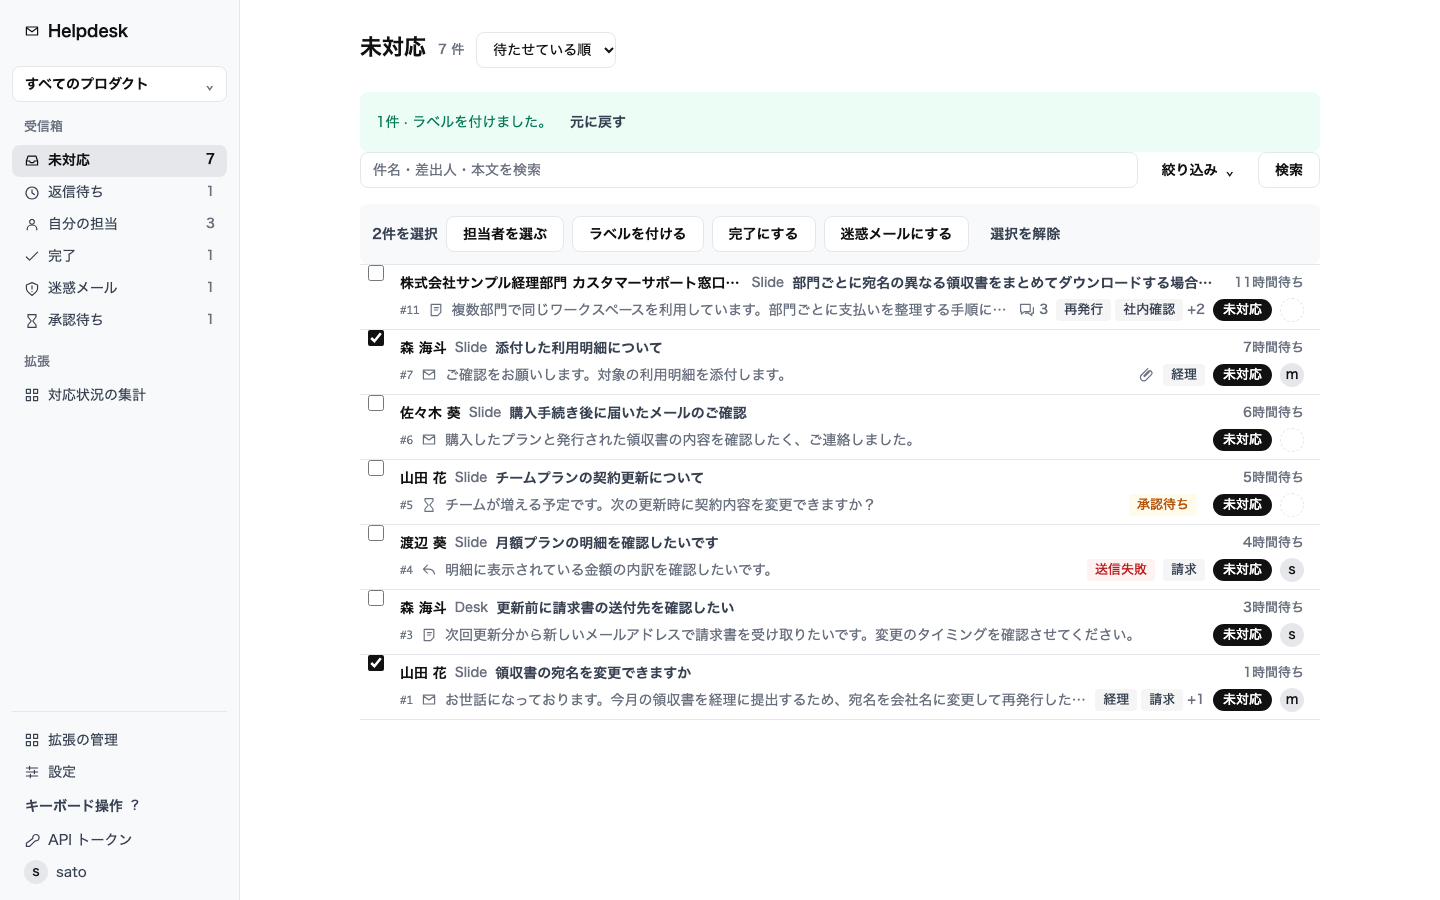 Helpdesk
すべてのプロダクト
受信箱
未対応 7
返信待ち 1
自分の担当 3
完了 1
迷惑メール 1
承認待ち 1
拡張
対応状況の集計
拡張の管理
設定
キーボード操作 ?
API トークン
s sato
未対応 7 件 待たせている順
1件 · ラベルを付けました。 元に戻す
件名・差出人・本文を検索 絞り込み 検索
2件を選択 担当者を選ぶ ラベルを付ける 完了にする 迷惑メールにする 選択を解除
株式会社サンプル経理部門 カスタマーサポート窓口… Slide 部門ごとに宛名の異なる領収書をまとめてダウンロードする場合… 11時間待ち
#11 複数部門で同じワークスペースを利用しています。部門ごとに支払いを整理する手順に… 3 再発行 社内確認 +2 未対応
森 海斗 Slide 添付した利用明細について 7時間待ち
#7 ご確認をお願いします。対象の利用明細を添付します。 経理 未対応 m
佐々木 葵 Slide 購入手続き後に届いたメールのご確認 6時間待ち
#6 購入したプランと発行された領収書の内容を確認したく、ご連絡しました。 未対応
山田 花 Slide チームプランの契約更新について 5時間待ち
#5 チームが増える予定です。次の更新時に契約内容を変更できますか？ 承認待ち 未対応
渡辺 葵 Slide 月額プランの明細を確認したいです 4時間待ち
#4 明細に表示されている金額の内訳を確認したいです。 送信失敗 請求 未対応 s
森 海斗 Desk 更新前に請求書の送付先を確認したい 3時間待ち
#3 次回更新分から新しいメールアドレスで請求書を受け取りたいです。変更のタイミングを確認させてください。 未対応 s
山田 花 Slide 領収書の宛名を変更できますか 1時間待ち
#1 お世話になっております。今月の領収書を経理に提出するため、宛名を会社名に変更して再発行した… 経理 請求 +1 未対応 m